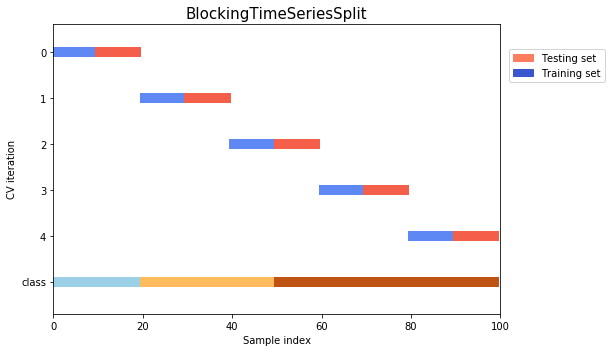 BlockingTimeSeriesSplit
Testing set
Training set
CV iteration
0
1
2
3
4
class
0 20 40 60 80 100
Sample index